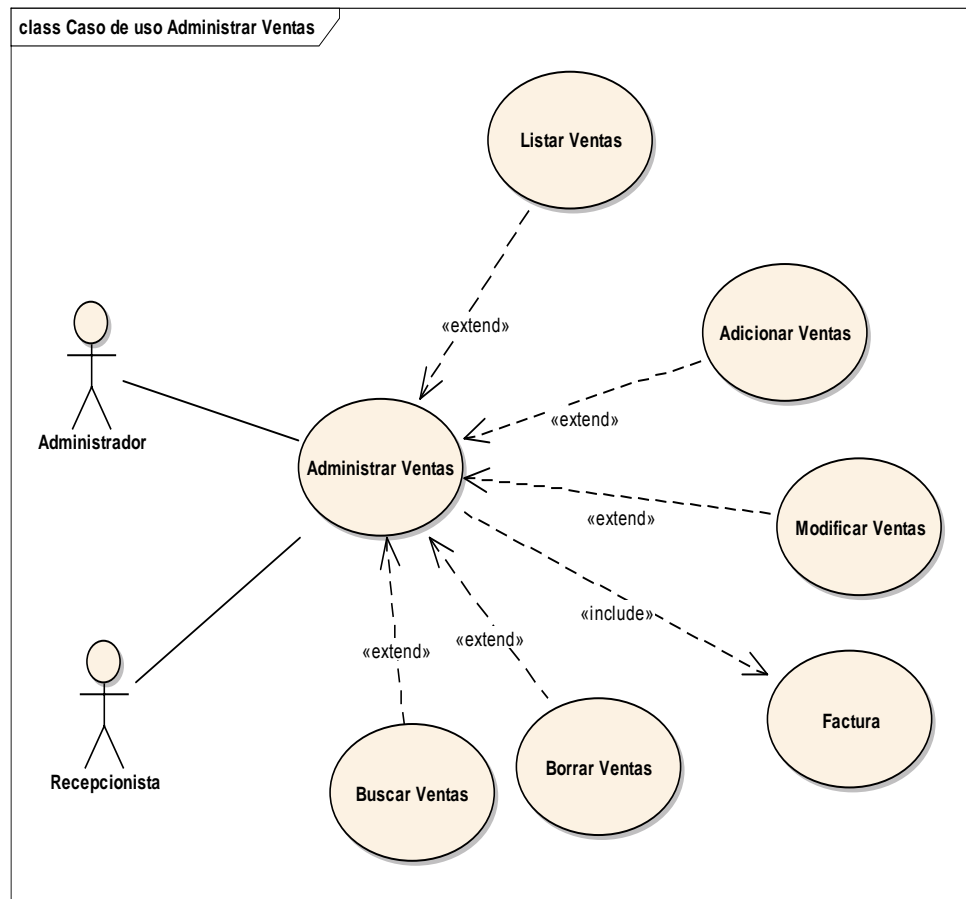 class Caso de uso Administrar Ventas
Listar Ventas
«extend»
Adicionar Ventas
«extend»
Administrador
Administrar Ventas
«extend»
Modificar Ventas
«include»
«extend»
«extend»
Factura
Recepcionista
Buscar Ventas
Borrar Ventas